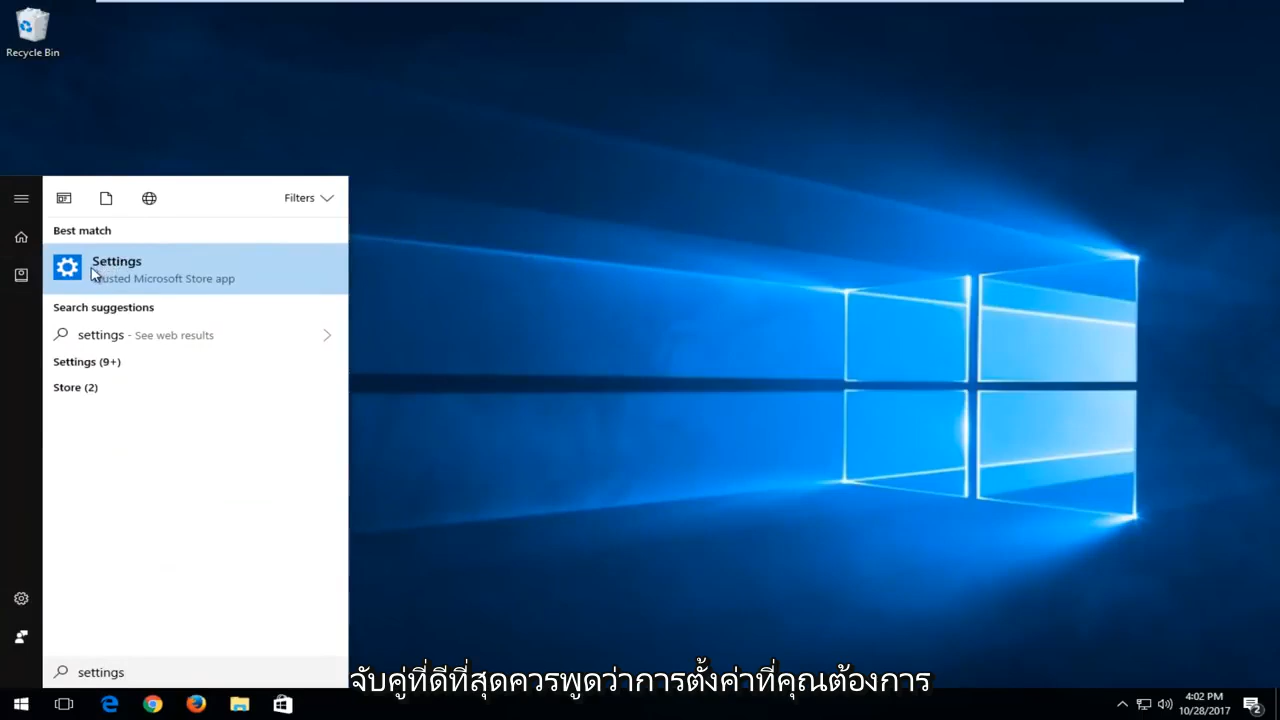 Recycle Bin
Filters
Best match
Settings
Trusted Microsoft Store app
Search suggestions
settings - See web results
Settings (9+)
Store (2)
settings
จับคู่ที่ดีที่สุดควรพูดว่าการตั้งค่าที่คุณต้องการ
4:02 PM
10/28/2017
2